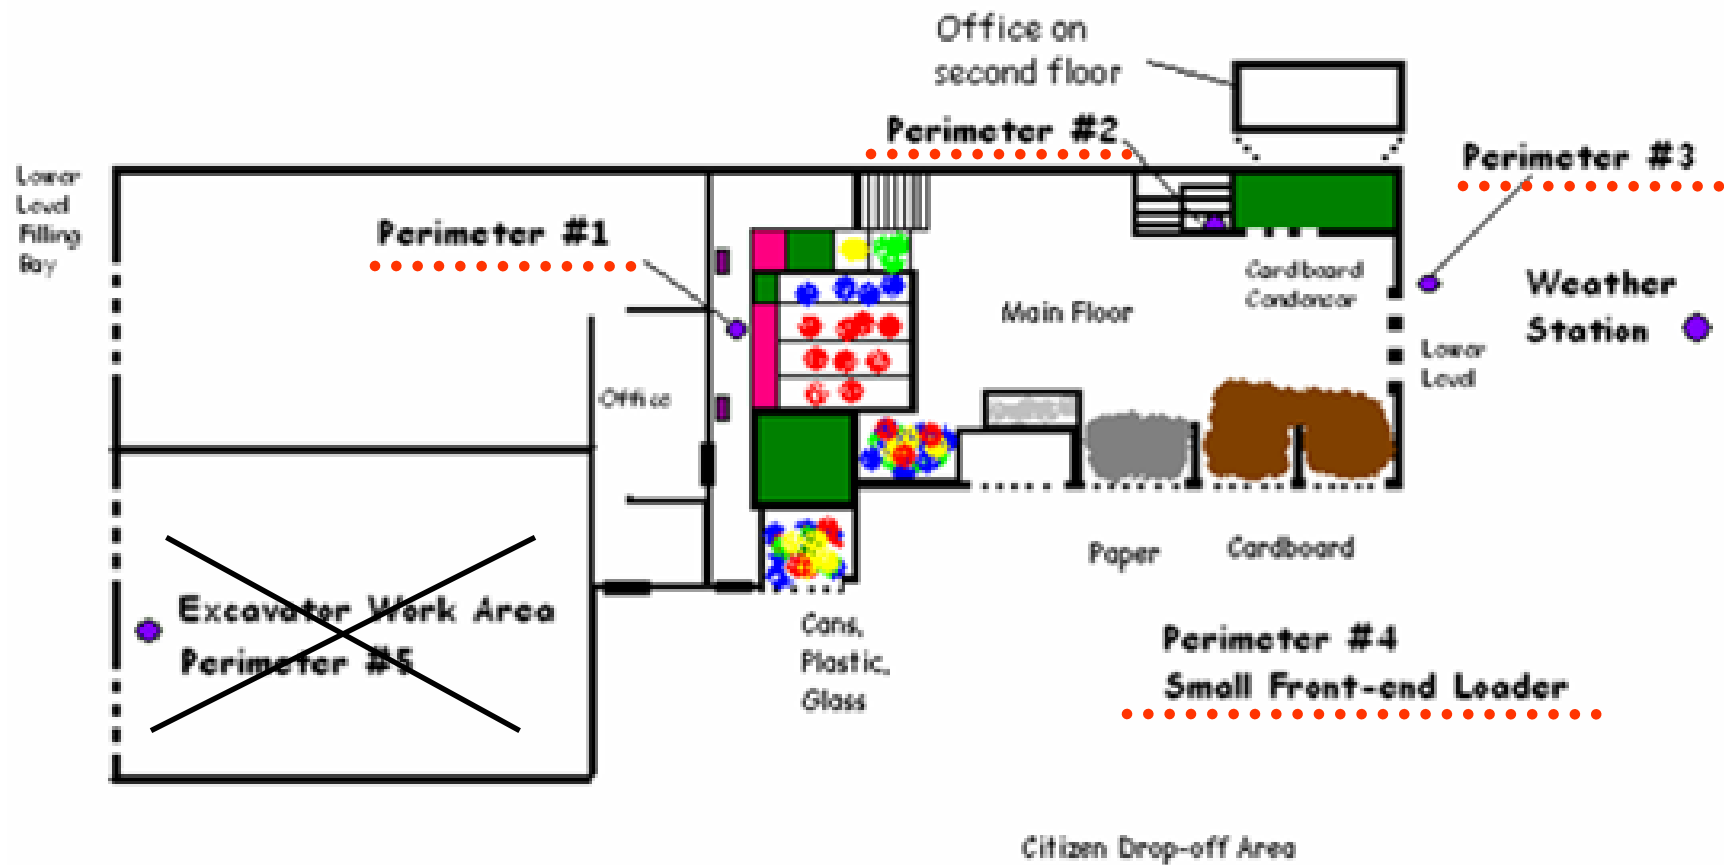 Office on
second floor
Perimeter #2
Perimeter #3
Lower
Level
Filling
Bay
Perimeter #1
Cardboard
Condenser
Main Floor
Weather
Station
Lower
Level
Office
Paper
Cardboard
Excavator Work Area
Perimeter #5
Cans,
Plastic,
Glass
Perimeter #4
Small Front-end Loader
Citizen Drop-off Area